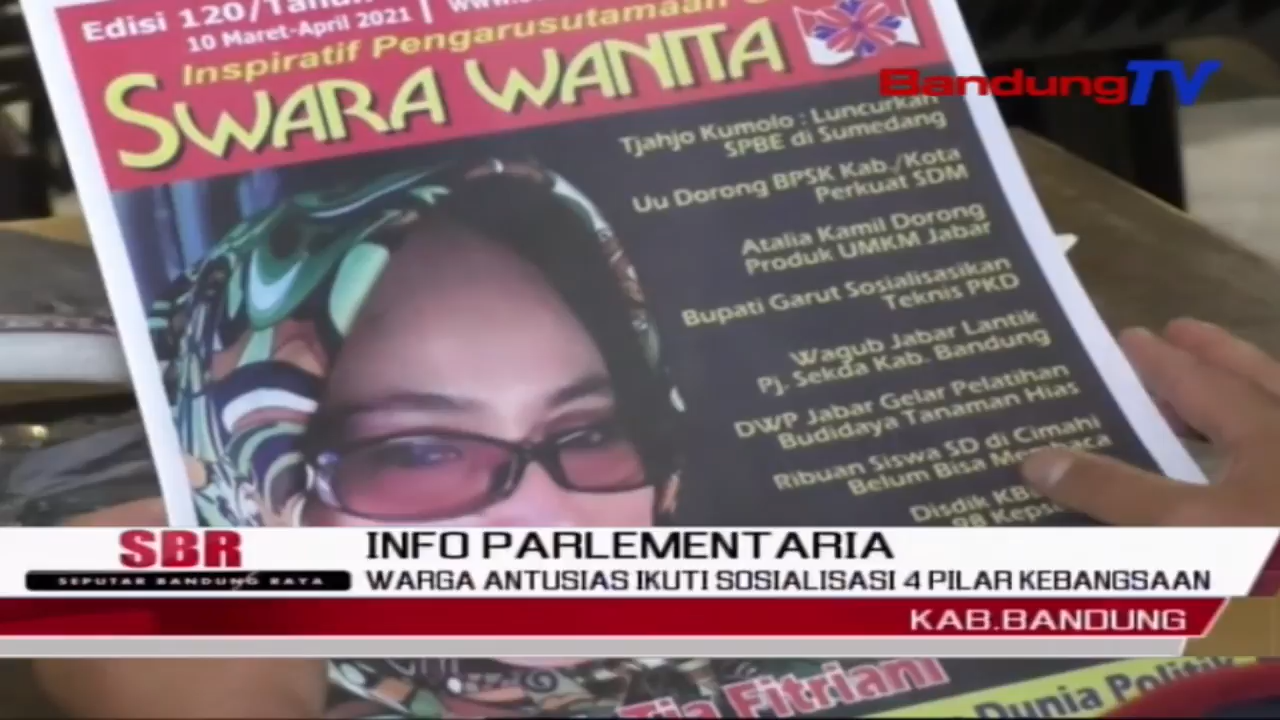 Edisi 120/Tahun
10 Maret-April 2021
Inspiratif Pengarusutamaan
SWARA WANITA
BandungTV
Tjahjo Kumolo : Luncurkan
SPBE di Sumedang
Uu Dorong BPSK Kab./Kota
Perkuat SDM
Atalia Kamil Dorong
Produk UMKM Jabar
Bupati Garut Sosialisasikan
Teknis PKD
Wagub Jabar Lantik
Pj. Sekda Kab. Bandung
DWP Jabar Gelar Pelatihan
Budidaya Tanaman Hias
Ribuan Siswa SD di Cimahi
Belum Bisa Membaca
Disdik
98
SBR
SEPUTAR BANDUNG RAYA
INFO PARLEMENTARIA
WARGA ANTUSIAS IKUTI SOSIALISASI 4 PILAR KEBANGSAAN
KAB.BANDUNG
Tia Fitriani
Dunia Politik